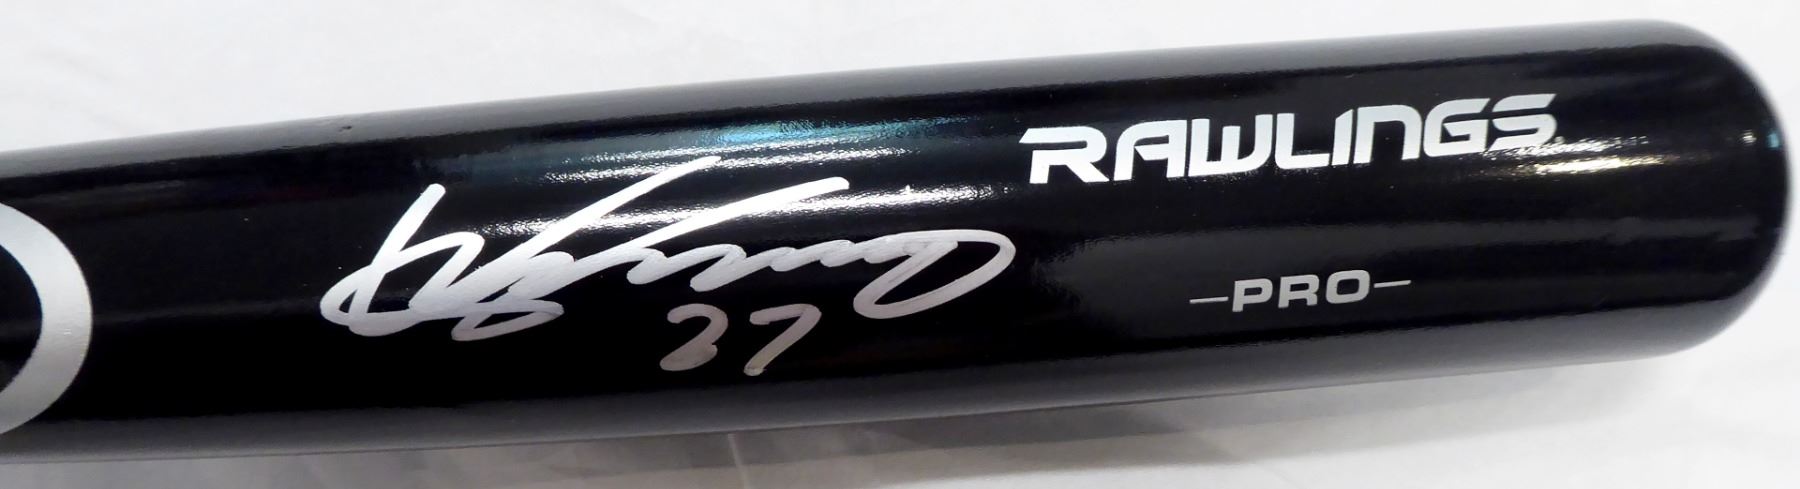 RAWLINGS
-PRO-
27